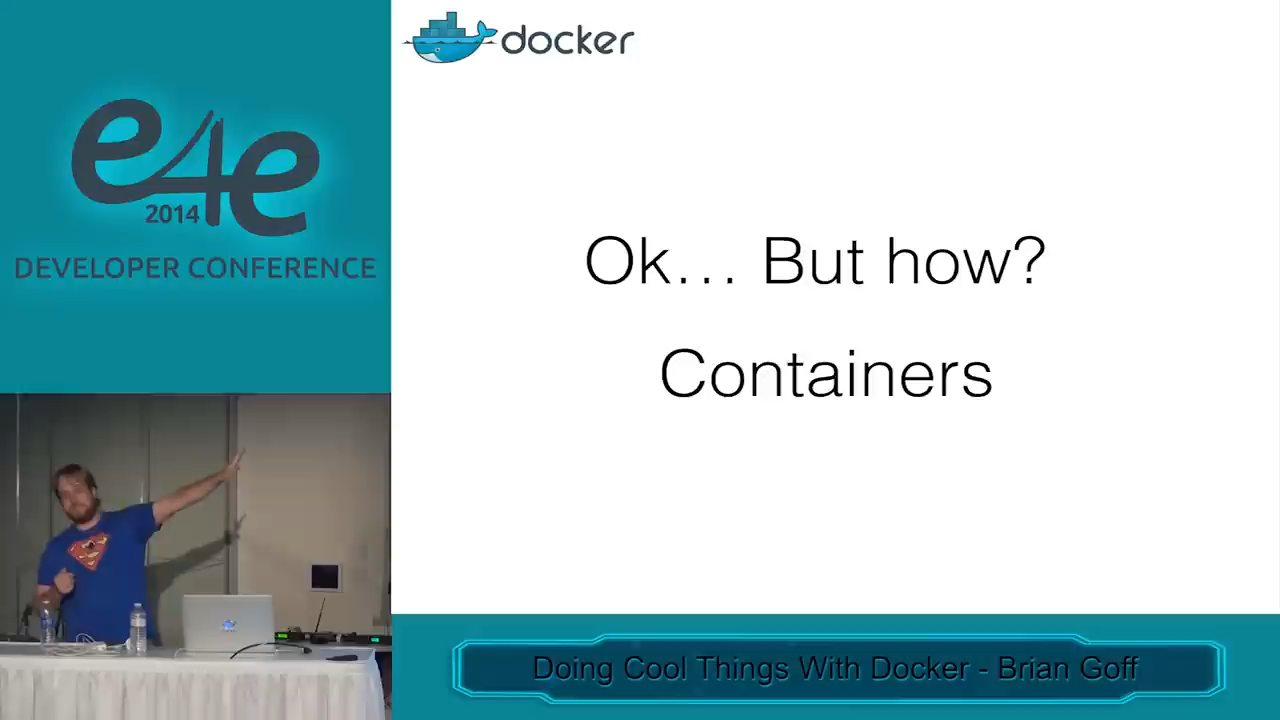 e4e
2014
DEVELOPER CONFERENCE
docker
Ok… But how?
Containers
Doing Cool Things With Docker - Brian Goff